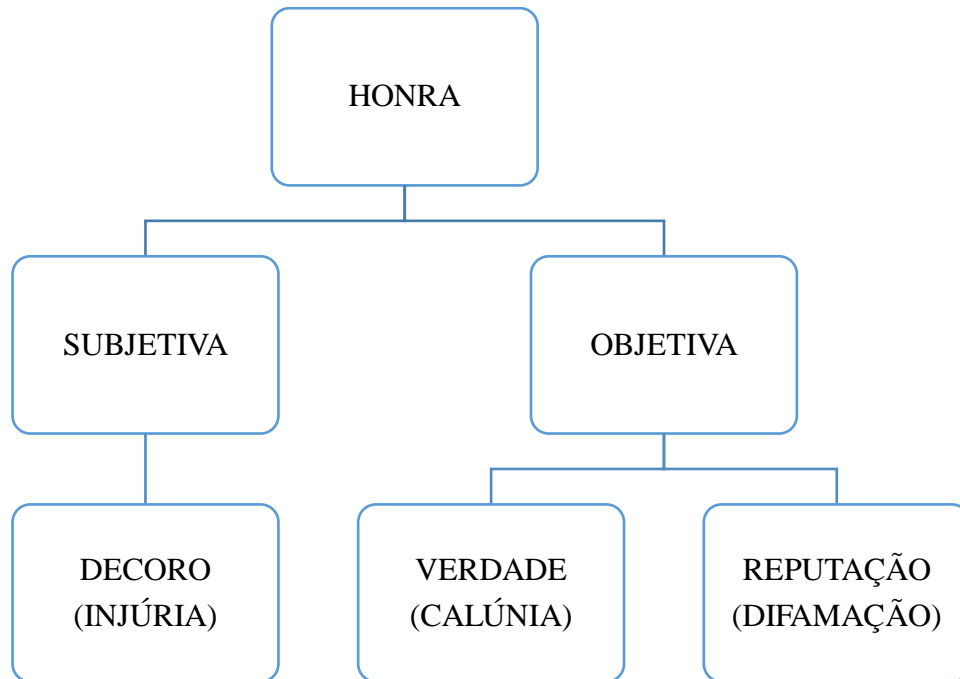 HONRA
SUBJETIVA
OBJETIVA
DECORO
(INJÚRIA)
VERDADE
(CALÚNIA)
REPUTAÇÃO
(DIFAMAÇÃO)